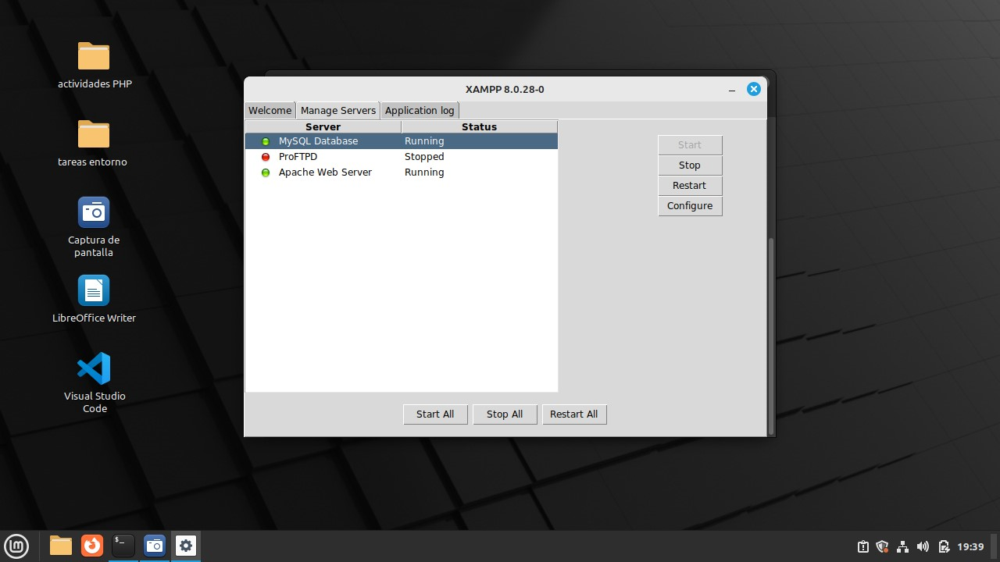 actividades PHP
tareas entorno
Captura de
pantalla
LibreOffice Writer
Visual Studio
Code
XAMPP 8.0.28-0
Welcome Manage Servers Application log
Server Status
MySQL Database Running
ProFTPD Stopped
Apache Web Server Running
Start
Stop
Restart
Configure
Start All Stop All Restart All
$_
19:39